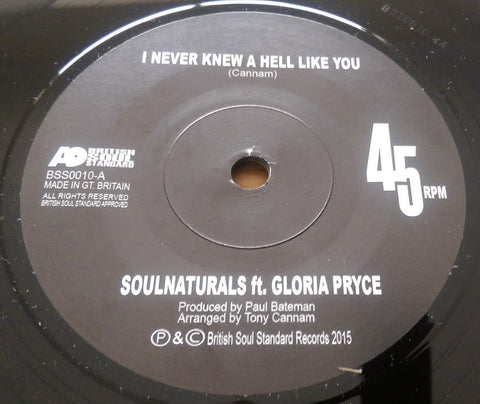 I NEVER KNEW A HELL LIKE YOU
(Cannam)
BRITISH
SOUL
STANDARD
BSS0010-A
MADE IN GT. BRITAIN
ALL RIGHTS RESERVED
BRITISH SOUL STANDARD APPROVED
45
RPM
SOULNATURALS ft. GLORIA PRYCE
Produced by Paul Bateman
Arranged by Tony Cannam
Ⓟ & © British Soul Standard Records 2015
BSS0010-4A